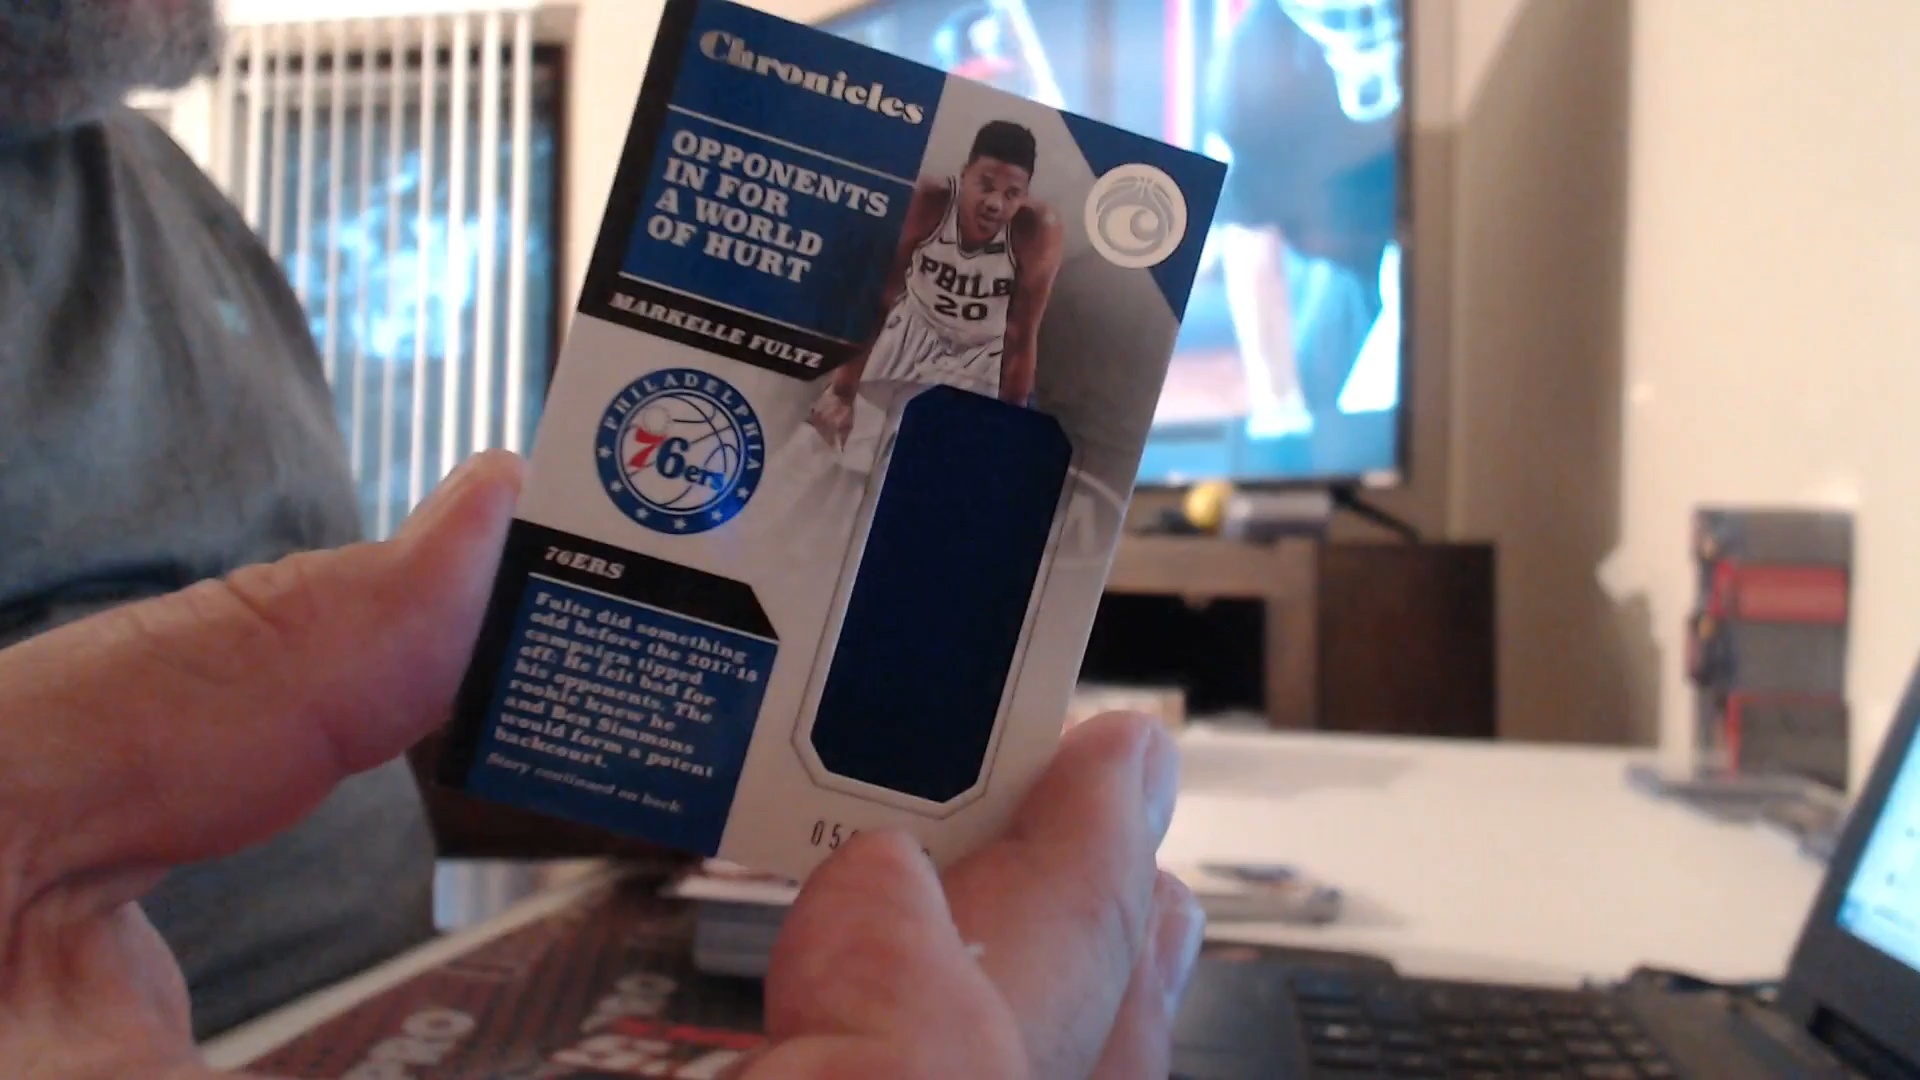 Chronicles
OPPONENTS
IN FOR
A WORLD
OF HURT
MARKELLE FULTZ
PHILA
20
PHILADELPHIA
76ers
76ERS
Fultz did something
odd before the 2017-18
campaign tipped
off: He felt bad for
his opponents. The
rookie knew he
and Ben Simmons
would form a potent
backcourt.
Story continued on back
05